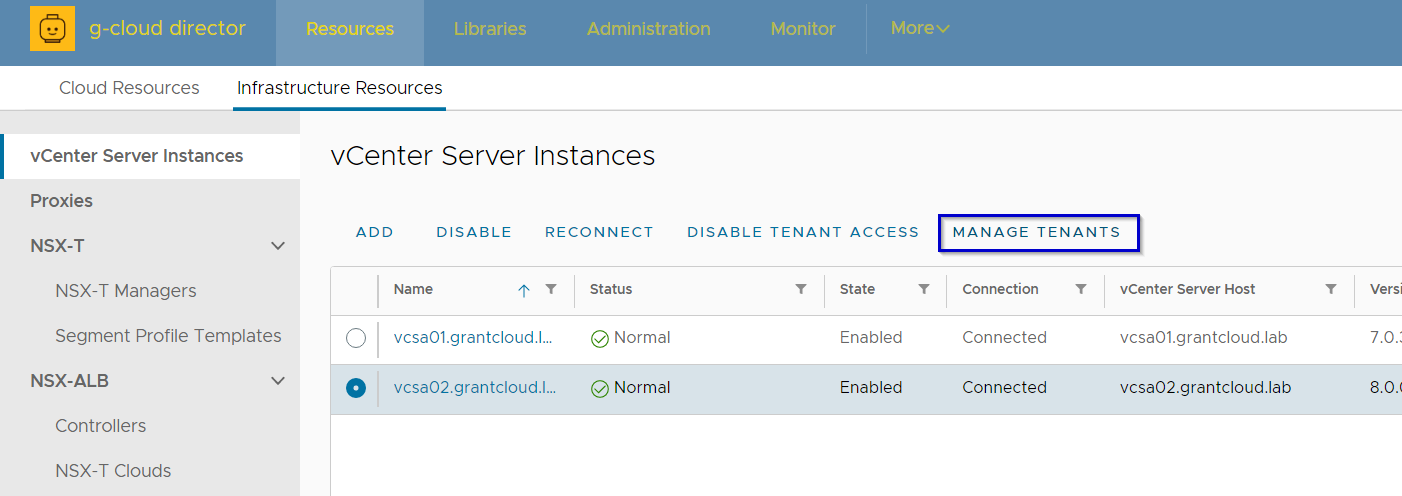 g-cloud director Resources Libraries Administration Monitor More
Cloud Resources Infrastructure Resources
vCenter Server Instances
Proxies
NSX-T
NSX-T Managers
Segment Profile Templates
NSX-ALB
Controllers
NSX-T Clouds
vCenter Server Instances
ADD DISABLE RECONNECT DISABLE TENANT ACCESS MANAGE TENANTS
Name Status State Connection vCenter Server Host Versi
vcsa01.grantcloud.l... Normal Enabled Connected vcsa01.grantcloud.lab 7.0.3
vcsa02.grantcloud.l... Normal Enabled Connected vcsa02.grantcloud.lab 8.0.0